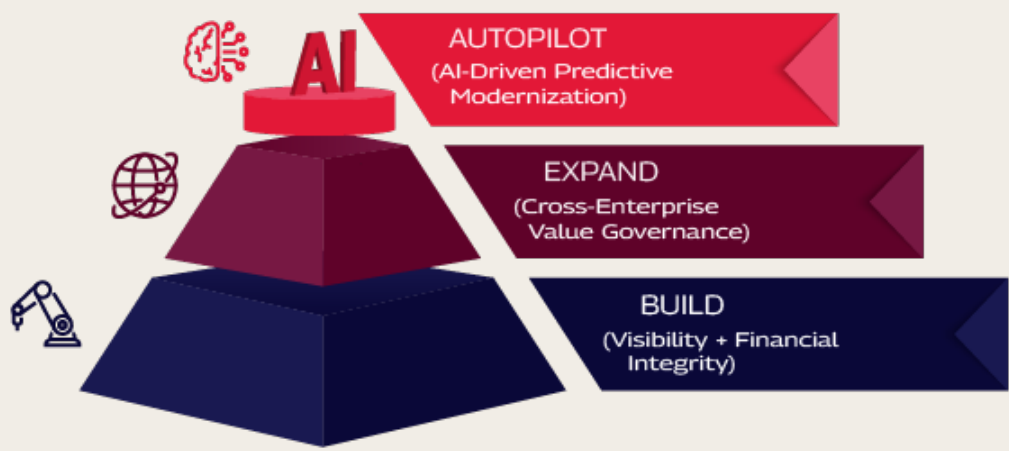 AI
AUTOPILOT
(AI-Driven Predictive
Modernization)
EXPAND
(Cross-Enterprise
Value Governance)
BUILD
(Visibility + Financial
Integrity)